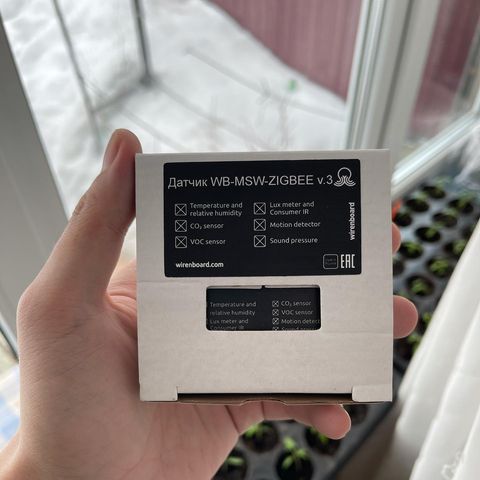 Датчик WB-MSW-ZIGBEE v.3
Temperature and
relative humidity
CO₂ sensor
VOC sensor
Lux meter and
Consumer IR
Motion detector
Sound pressure
wirenboard.com
EAC
wirenboard
Temperature and
relative humidity
Lux meter and
Consumer IR
CO₂ sensor
VOC sensor
Motion detector